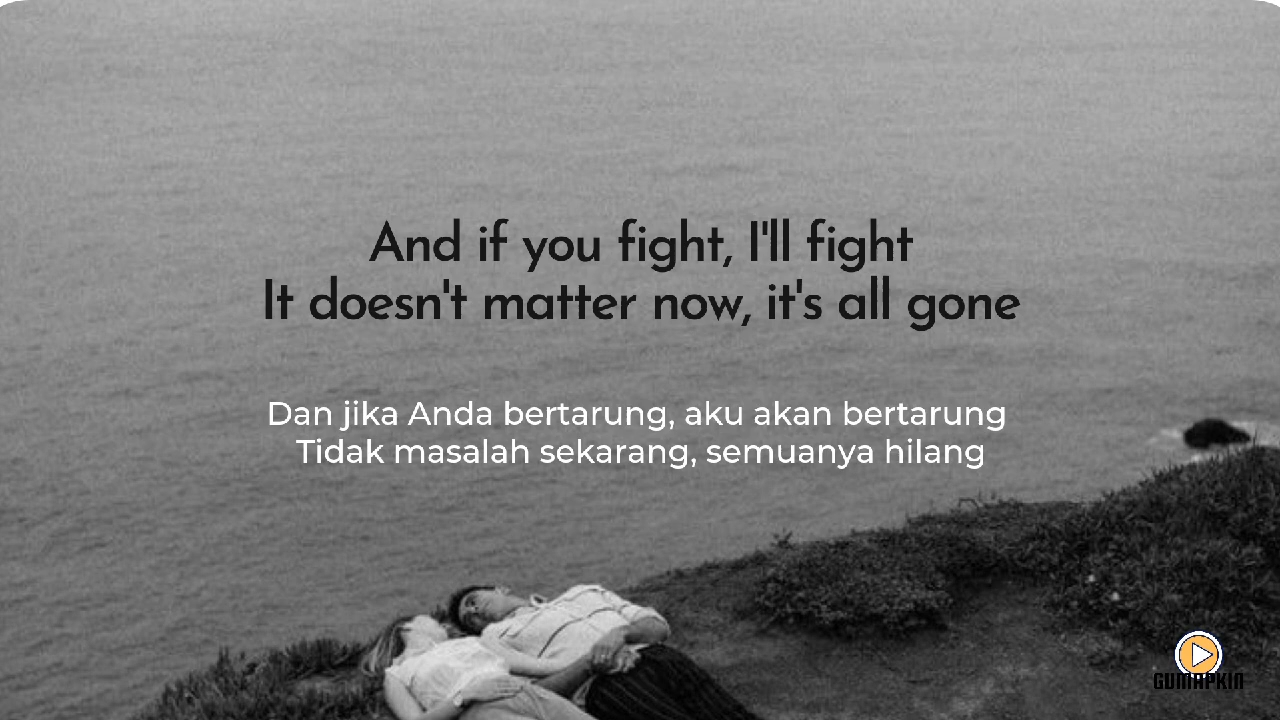 And if you fight, I'll fight
It doesn't matter now, it's all gone
Dan jika Anda bertarung, aku akan bertarung
Tidak masalah sekarang, semuanya hilang
GUMAPKIN